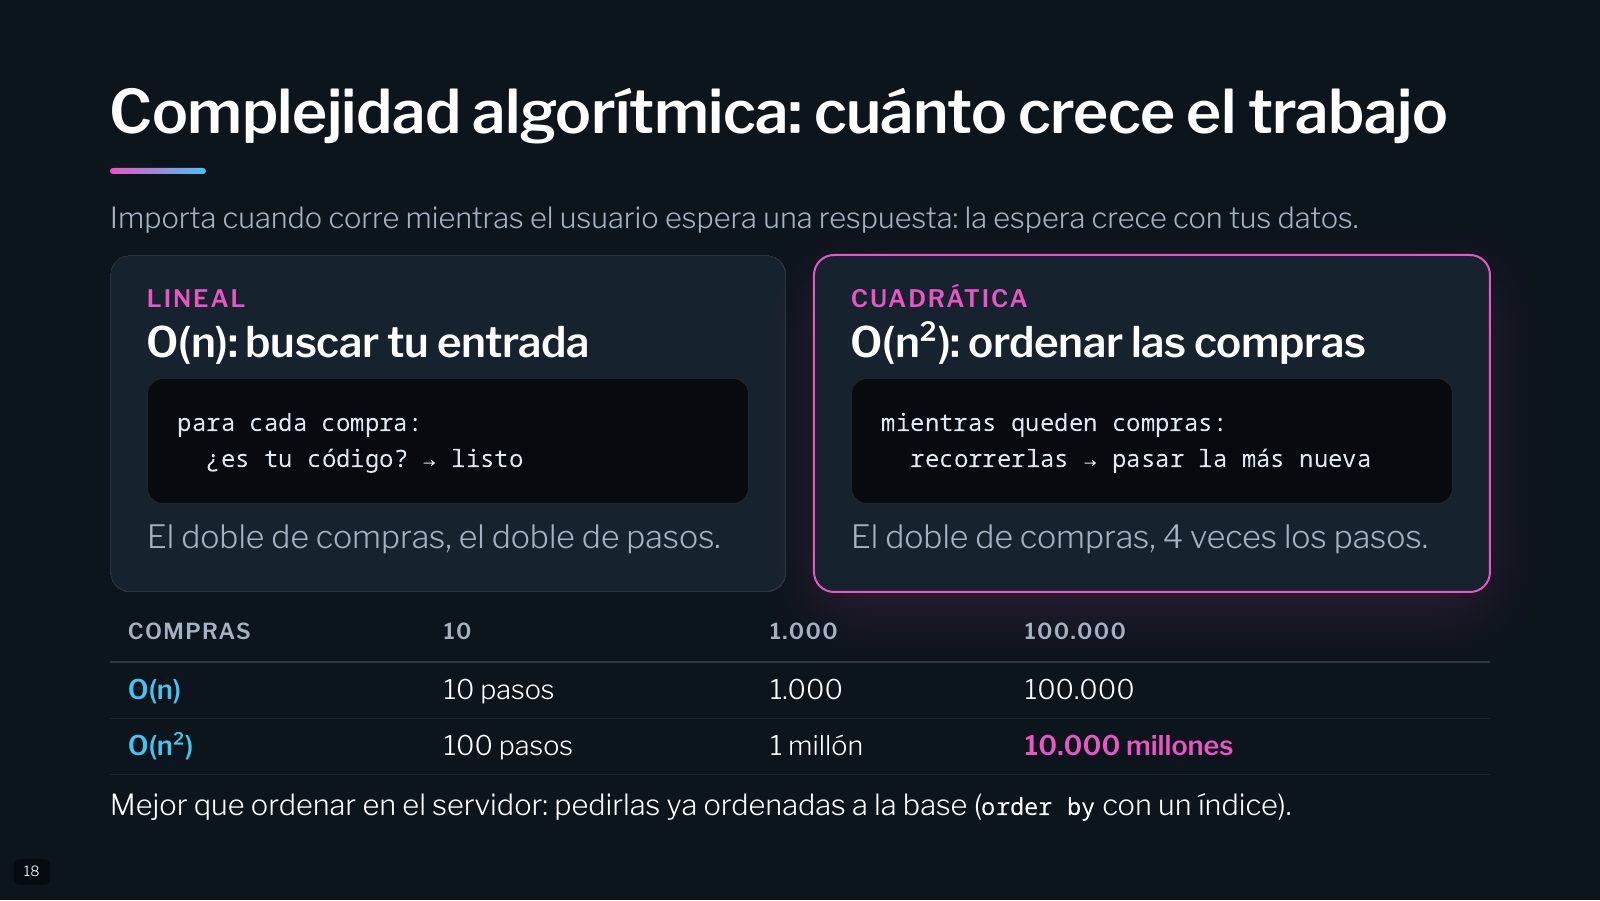 Complejidad algorítmica: cuánto crece el trabajo
Importa cuando corre mientras el usuario espera una respuesta: la espera crece con tus datos.
LINEAL
O(n): buscar tu entrada
para cada compra:
¿es tu código? → listo
El doble de compras, el doble de pasos.
CUADRÁTICA
O(n²): ordenar las compras
mientras queden compras:
recorrerlas → pasar la más nueva
El doble de compras, 4 veces los pasos.
COMPRAS 10 1.000 100.000
O(n) 10 pasos 1.000 100.000
O(n²) 100 pasos 1 millón 10.000 millones
Mejor que ordenar en el servidor: pedirlas ya ordenadas a la base (order by con un índice).
18